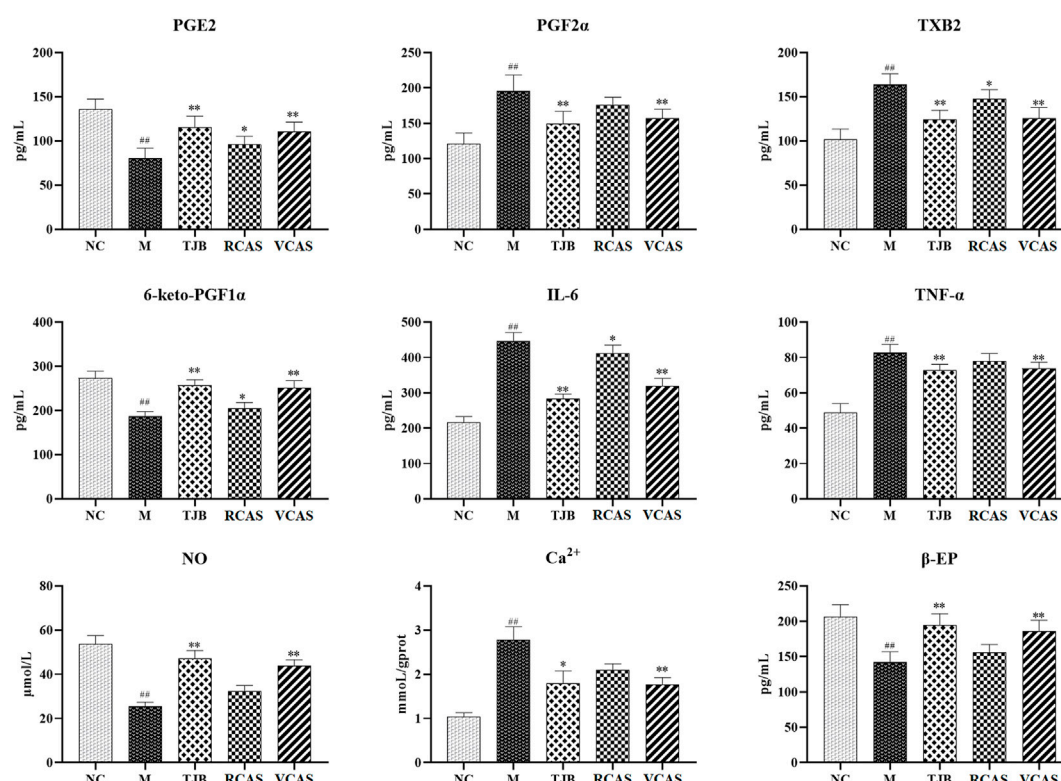 PGE2
200
150
100
50
0
pg/mL
##
**
*
**
NC M TJB RCAS VCAS
PGF2α
250
200
150
100
50
0
pg/mL
##
**
**
NC M TJB RCAS VCAS
TXB2
200
150
100
50
0
pg/mL
##
**
*
**
NC M TJB RCAS VCAS
6-keto-PGF1α
400
300
200
100
0
pg/mL
##
**
*
**
NC M TJB RCAS VCAS
IL-6
500
400
300
200
100
0
pg/mL
##
**
*
**
NC M TJB RCAS VCAS
TNF-α
100
80
60
40
20
0
pg/mL
##
**
**
NC M TJB RCAS VCAS
NO
80
60
40
20
0
μmol/L
##
**
**
NC M TJB RCAS VCAS
Ca²⁺
4
3
2
1
0
mmoL/gprot
##
*
**
NC M TJB RCAS VCAS
β-EP
250
200
150
100
50
0
pg/mL
##
**
**
NC M TJB RCAS VCAS